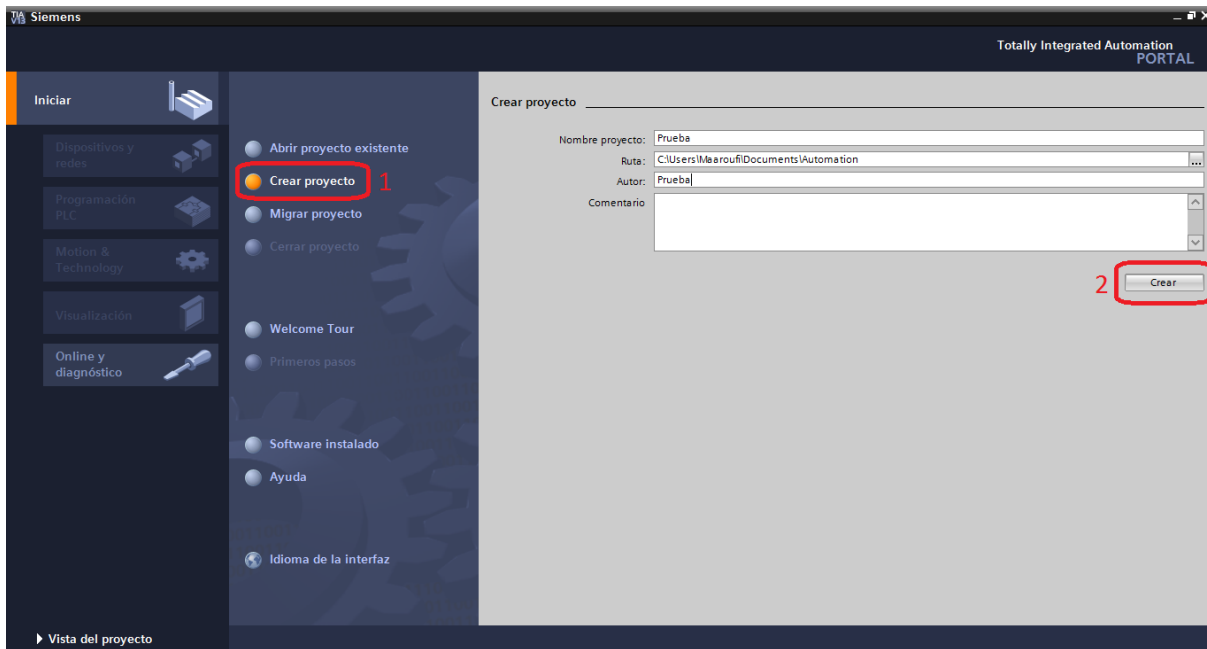 TIA
V13
Siemens
Totally Integrated Automation
PORTAL
Iniciar
Dispositivos y
redes
Programación
PLC
Motion &
Technology
Visualización
Online y
diagnóstico
Vista del proyecto
Abrir proyecto existente
Crear proyecto
1
Migrar proyecto
Cerrar proyecto
Welcome Tour
Primeros pasos
Software instalado
Ayuda
Idioma de la interfaz
Crear proyecto
Nombre proyecto: Prueba
Ruta: C:\Users\Maaroufi\Documents\Automation ...
Autor: Prueba
Comentario
2
Crear